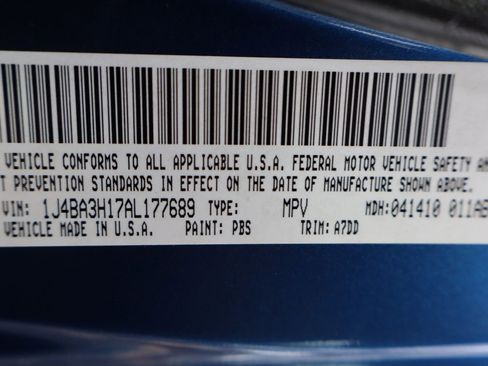 VEHICLE CONFORMS TO ALL APPLICABLE U.S.A. FEDERAL MOTOR VEHICLE SAFETY
T PREVENTION STANDARDS IN EFFECT ON THE DATE OF MANUFACTURE SHOWN ABOVE.
VIN: 1J4BA3H17AL177689 TYPE: MPV MDH:041410 011AB
VEHICLE MADE IN U.S.A. PAINT: PBS TRIM: A7DD